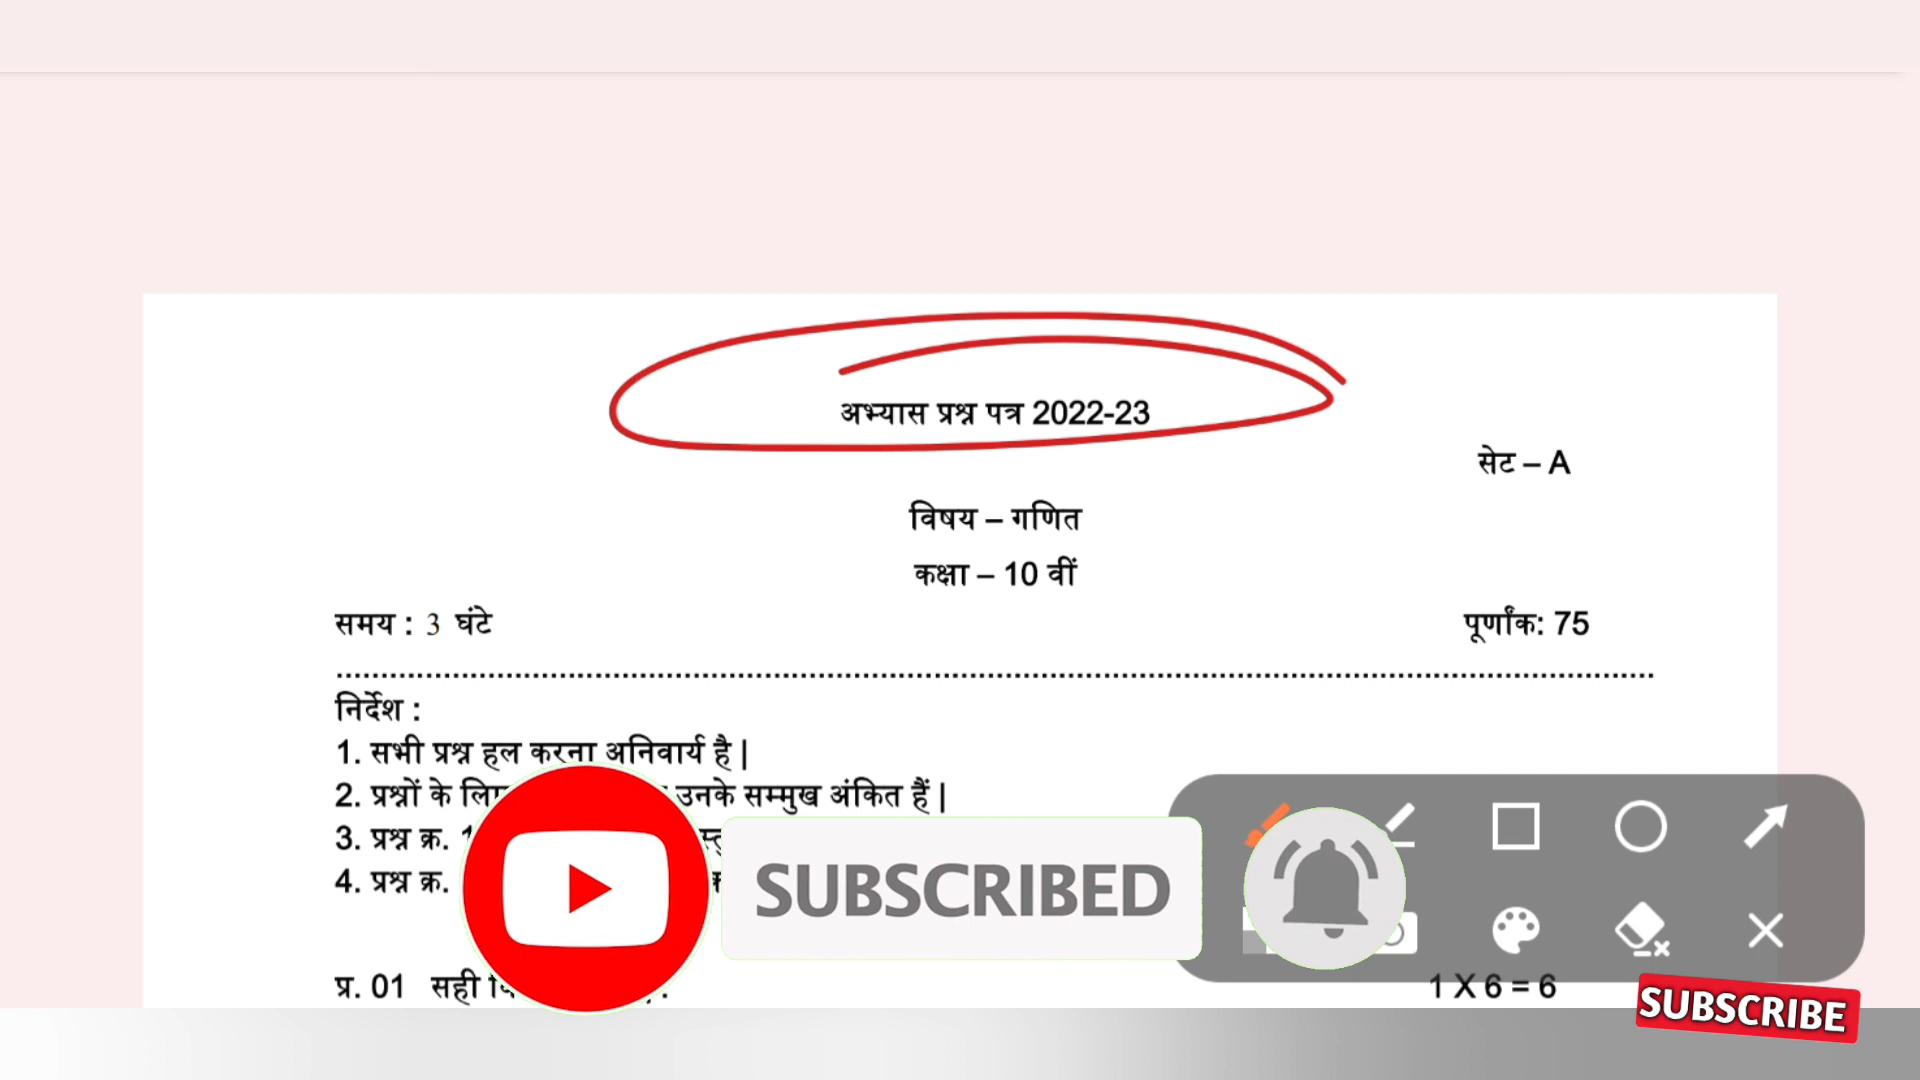 अभ्यास प्रश्न पत्र 2022-23
सेट – A
विषय – गणित
कक्षा – 10 वीं
समय : 3 घंटे
पूर्णांक: 75
निर्देश :
1. सभी प्रश्न हल करना अनिवार्य है |
2. प्रश्नों के लिए उनके सम्मुख अंकित हैं |
3. प्रश्न क्र.
4. प्रश्न क्र.
SUBSCRIBED
प्र. 01 सही
1 X 6 = 6
SUBSCRIBE